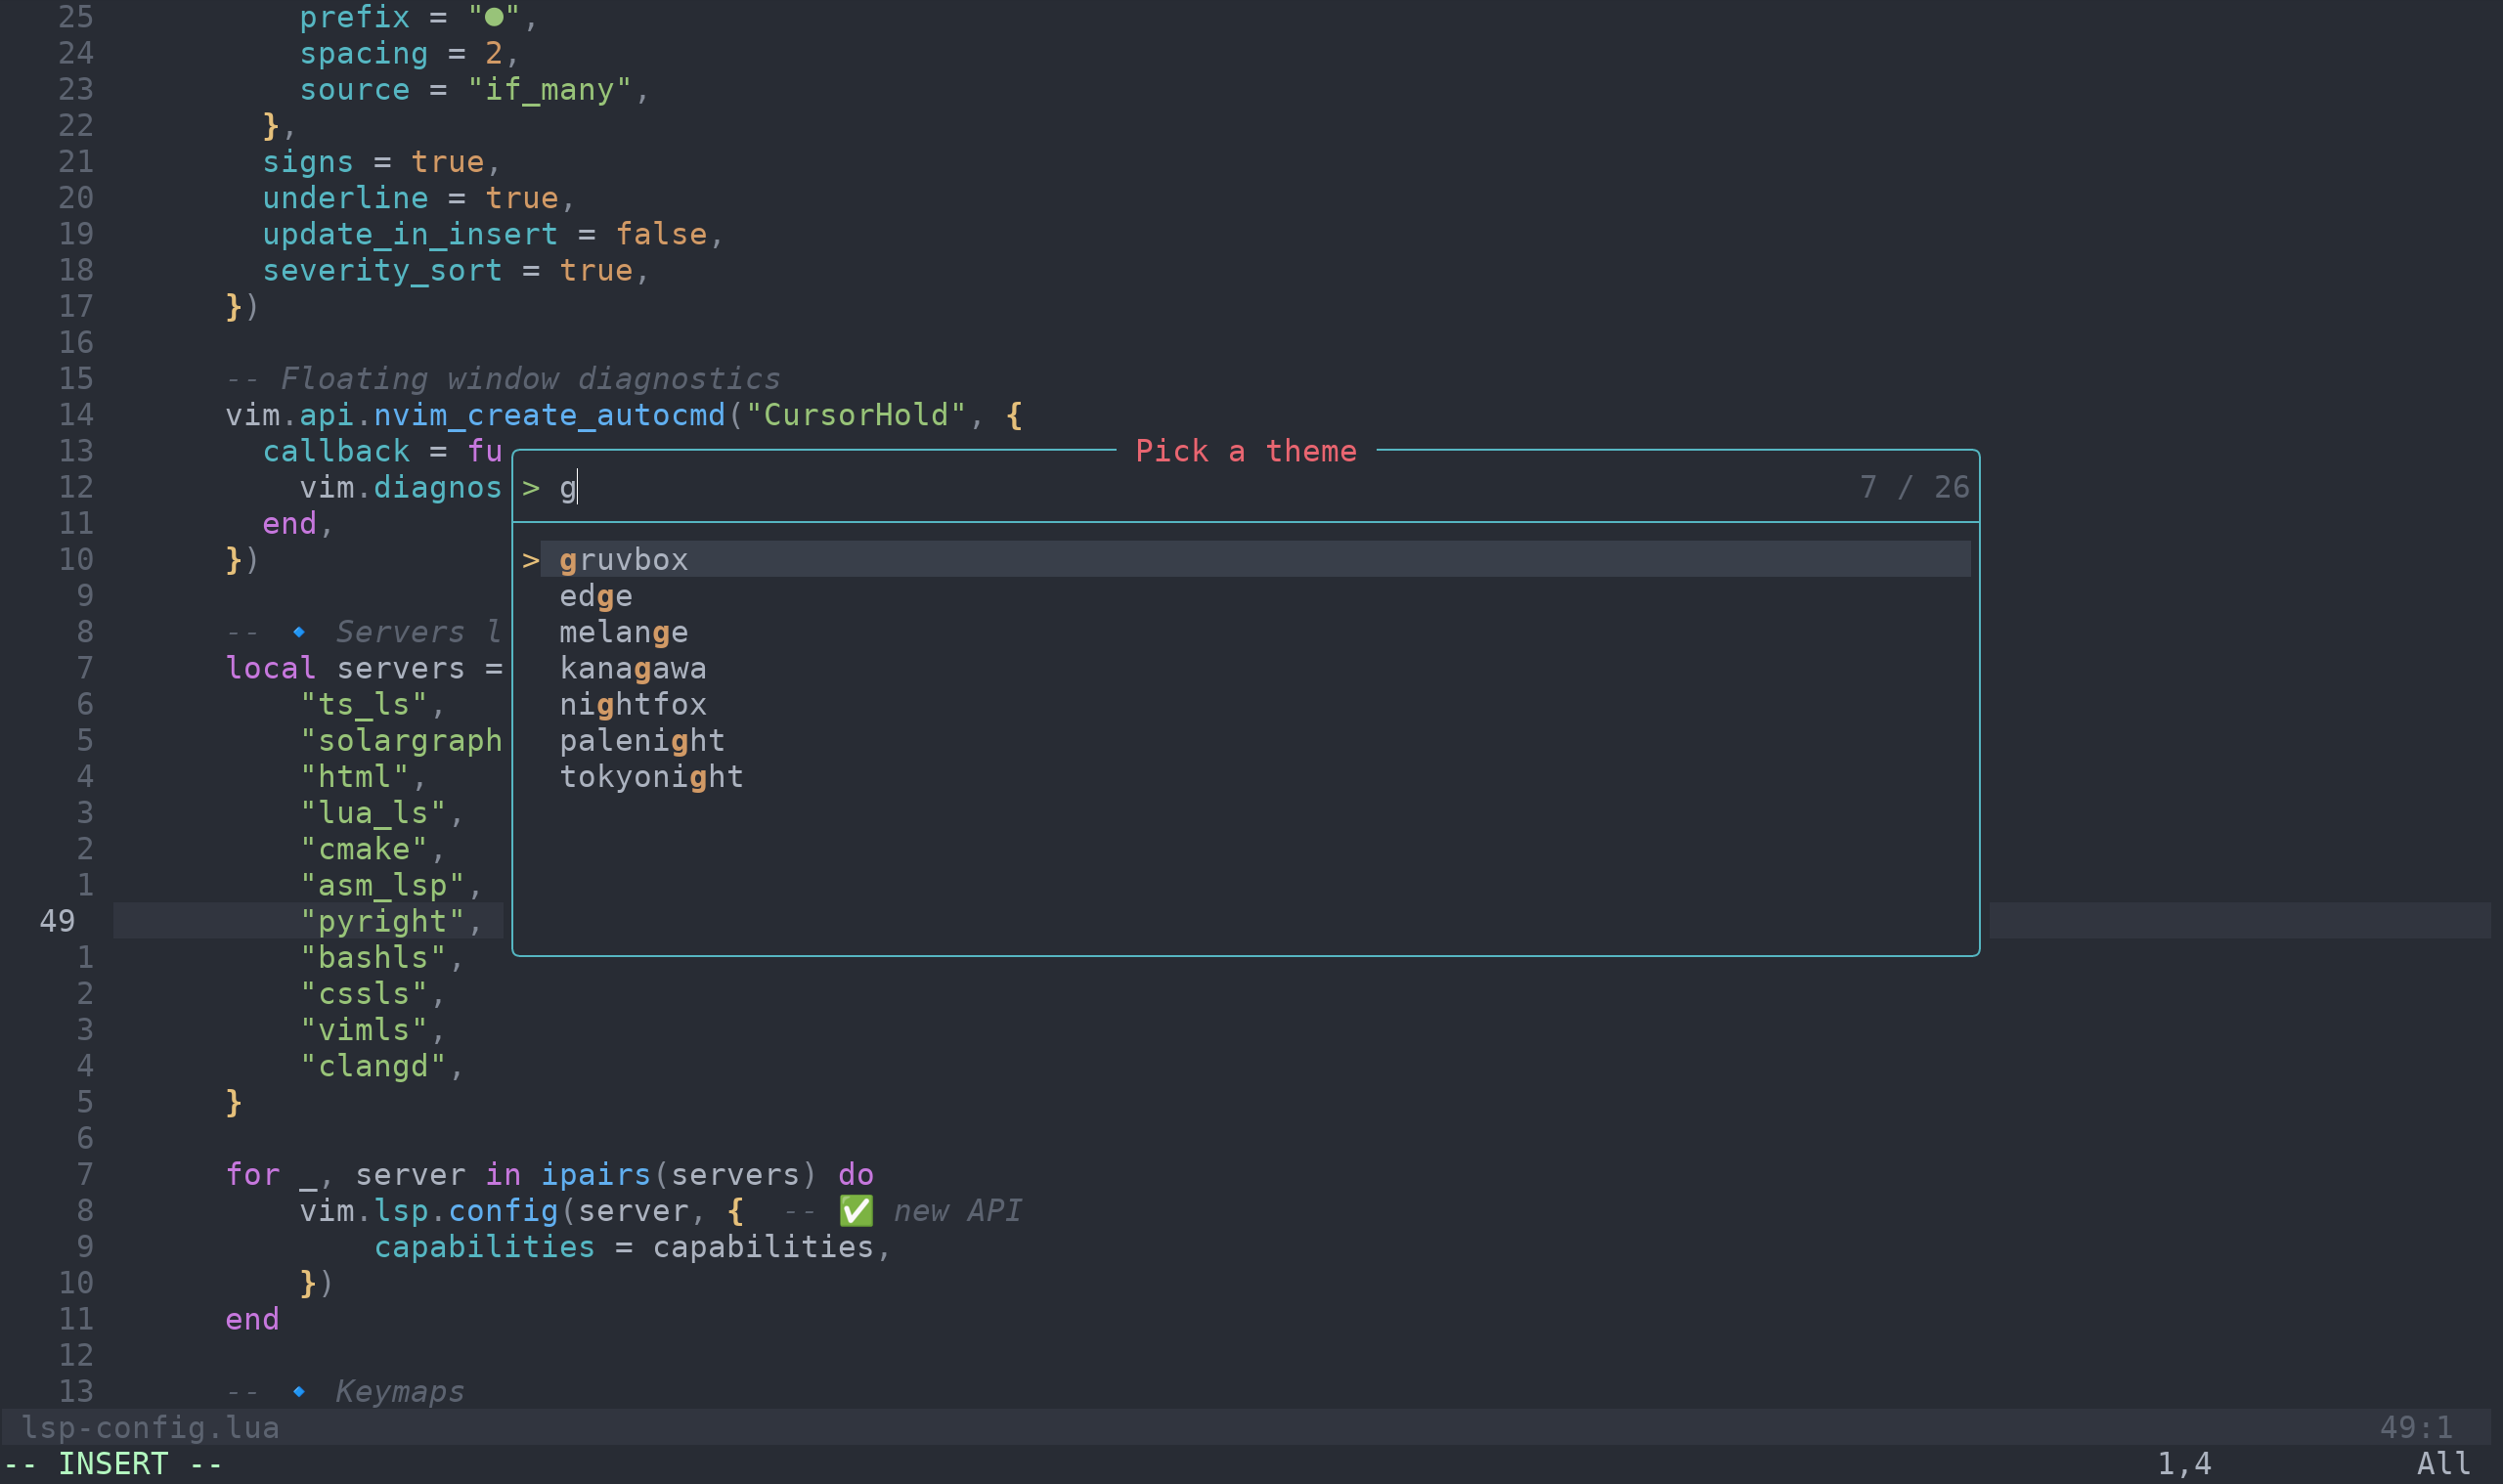 25           prefix = "●",
24           spacing = 2,
23           source = "if_many",
22         },
21         signs = true,
20         underline = true,
19         update_in_insert = false,
18         severity_sort = true,
17       })
16
15       -- Floating window diagnostics
14       vim.api.nvim_create_autocmd("CursorHold", {
13         callback = fu
Pick a theme
12           vim.diagnos
> g 7 / 26
11         end,
10       })
> gruvbox
9
edge
8       -- 🔹 Servers l
melange
7       local servers =
kanagawa
6           "ts_ls",
nightfox
5           "solargraph
palenight
4           "html",
tokyonight
3           "lua_ls",
2           "cmake",
1           "asm_lsp",
49          "pyright",
1           "bashls",
2           "cssls",
3           "vimls",
4           "clangd",
5       }
6
7       for _, server in ipairs(servers) do
8           vim.lsp.config(server, {  -- ✅ new API
9               capabilities = capabilities,
10          })
11      end
12
13      -- 🔹 Keymaps
lsp-config.lua 49:1
-- INSERT -- 1,4 All